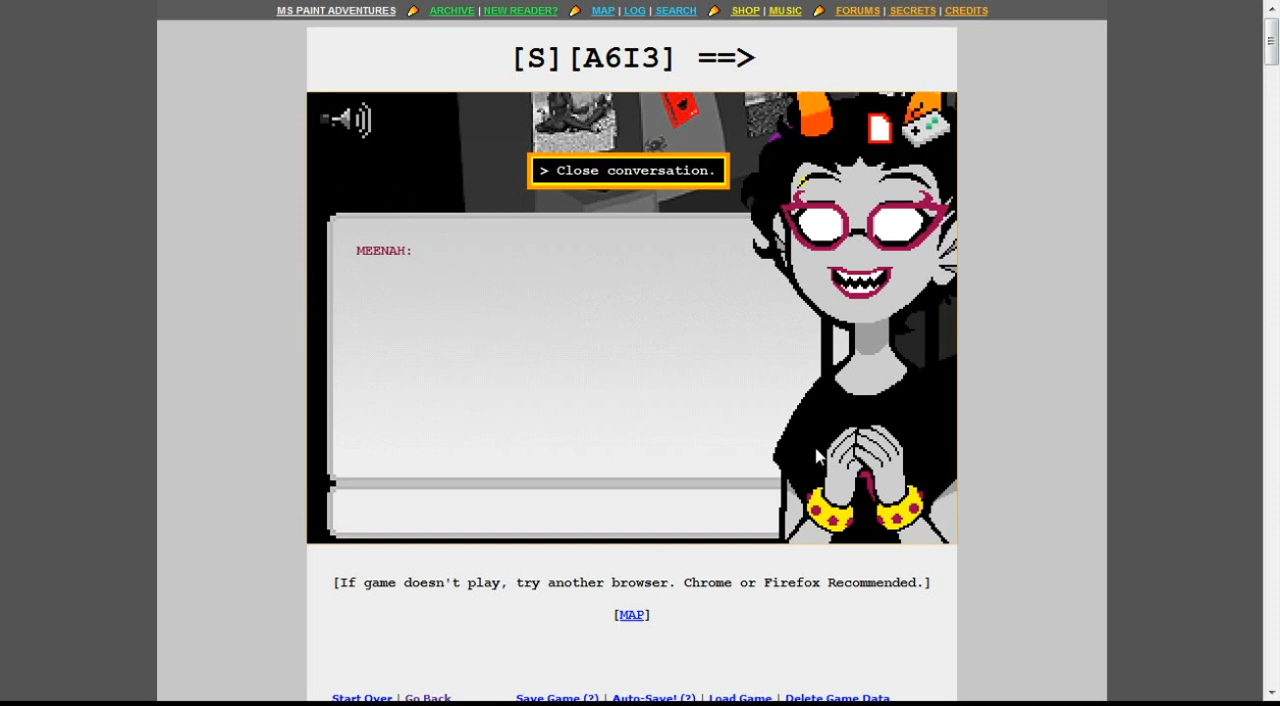 MS PAINT ADVENTURES ARCHIVE | NEW READER? MAP | LOG | SEARCH SHOP | MUSIC FORUMS | SECRETS | CREDITS
[S][A6I3] ==>
> Close conversation.
MEENAH:
[If game doesn't play, try another browser. Chrome or Firefox Recommended.]
[MAP]
Start Over | Go Back Save Game (?) | Auto-Save! (?) | Load Game | Delete Game Data